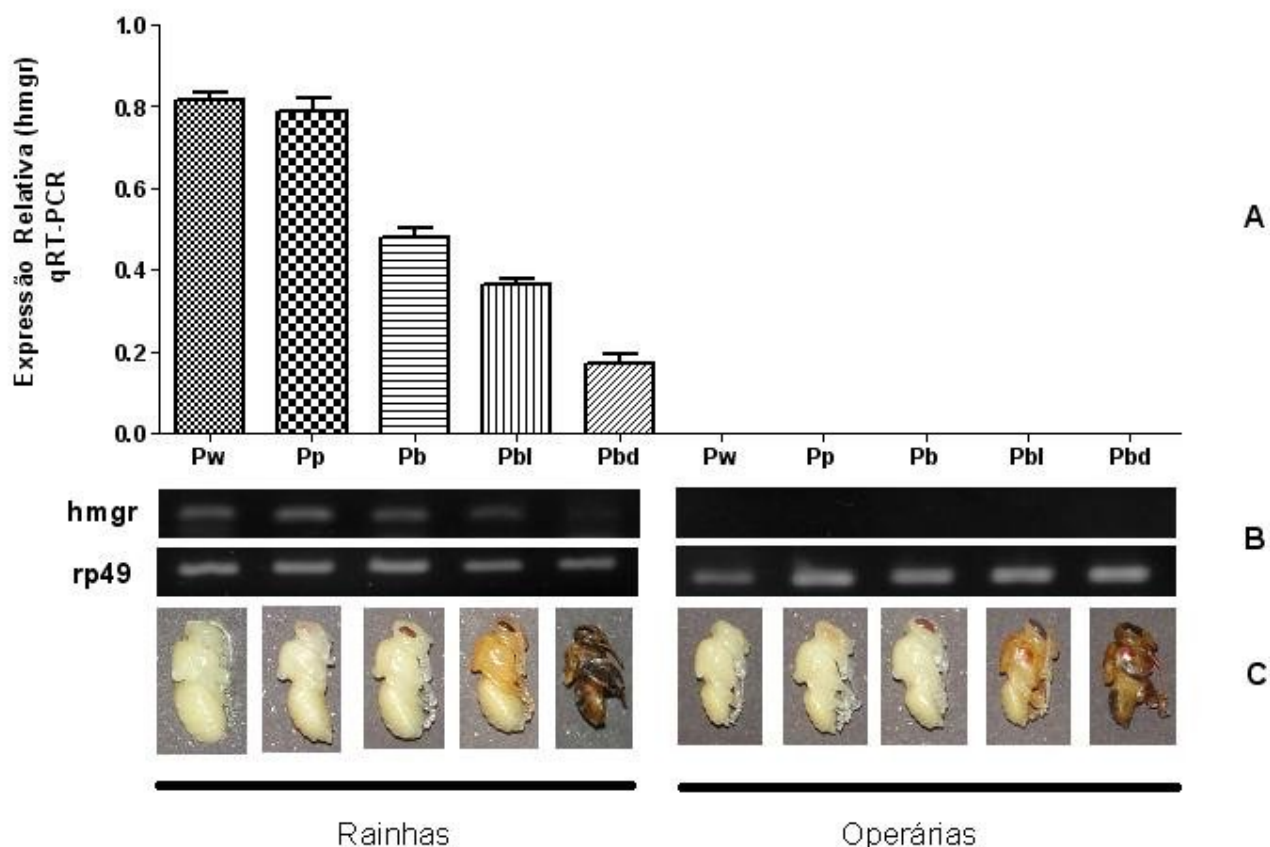 Expressão Relativa (hmgr)
qRT-PCR
1.0
0.8
0.6
0.4
0.2
0.0
A
Pw Pp Pb Pbl Pbd Pw Pp Pb Pbl Pbd
hmgr
rp49
B
C
Rainhas Operárias